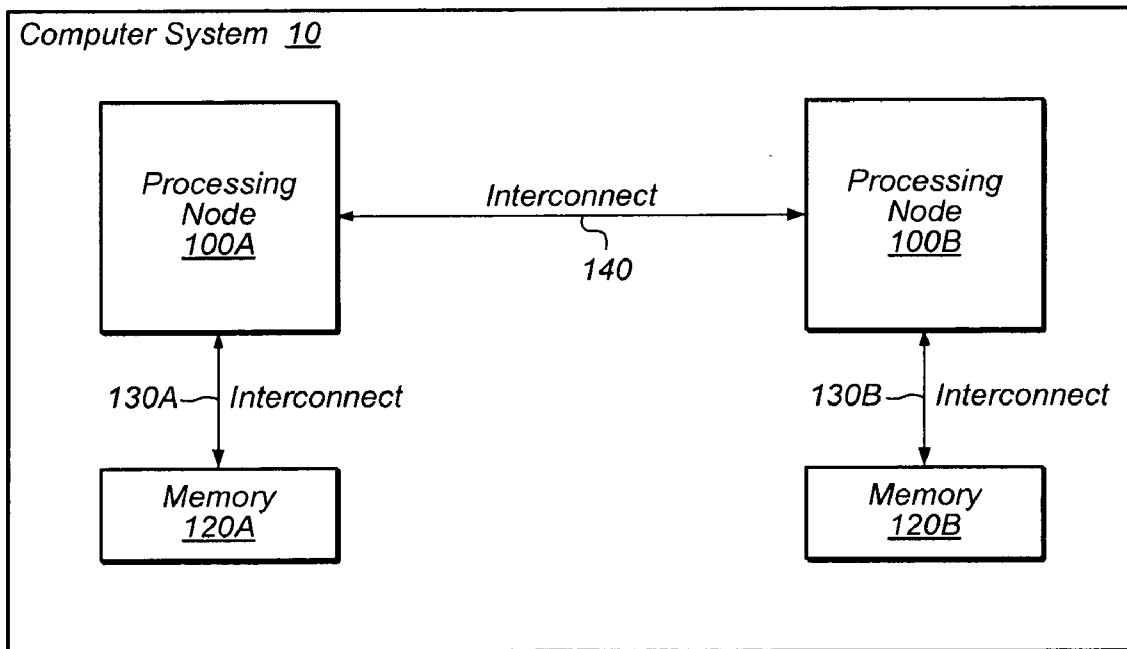 Computer System 10
Processing
Node
100A
Interconnect
140
Processing
Node
100B
130A
Interconnect
130B
Interconnect
Memory
120A
Memory
120B